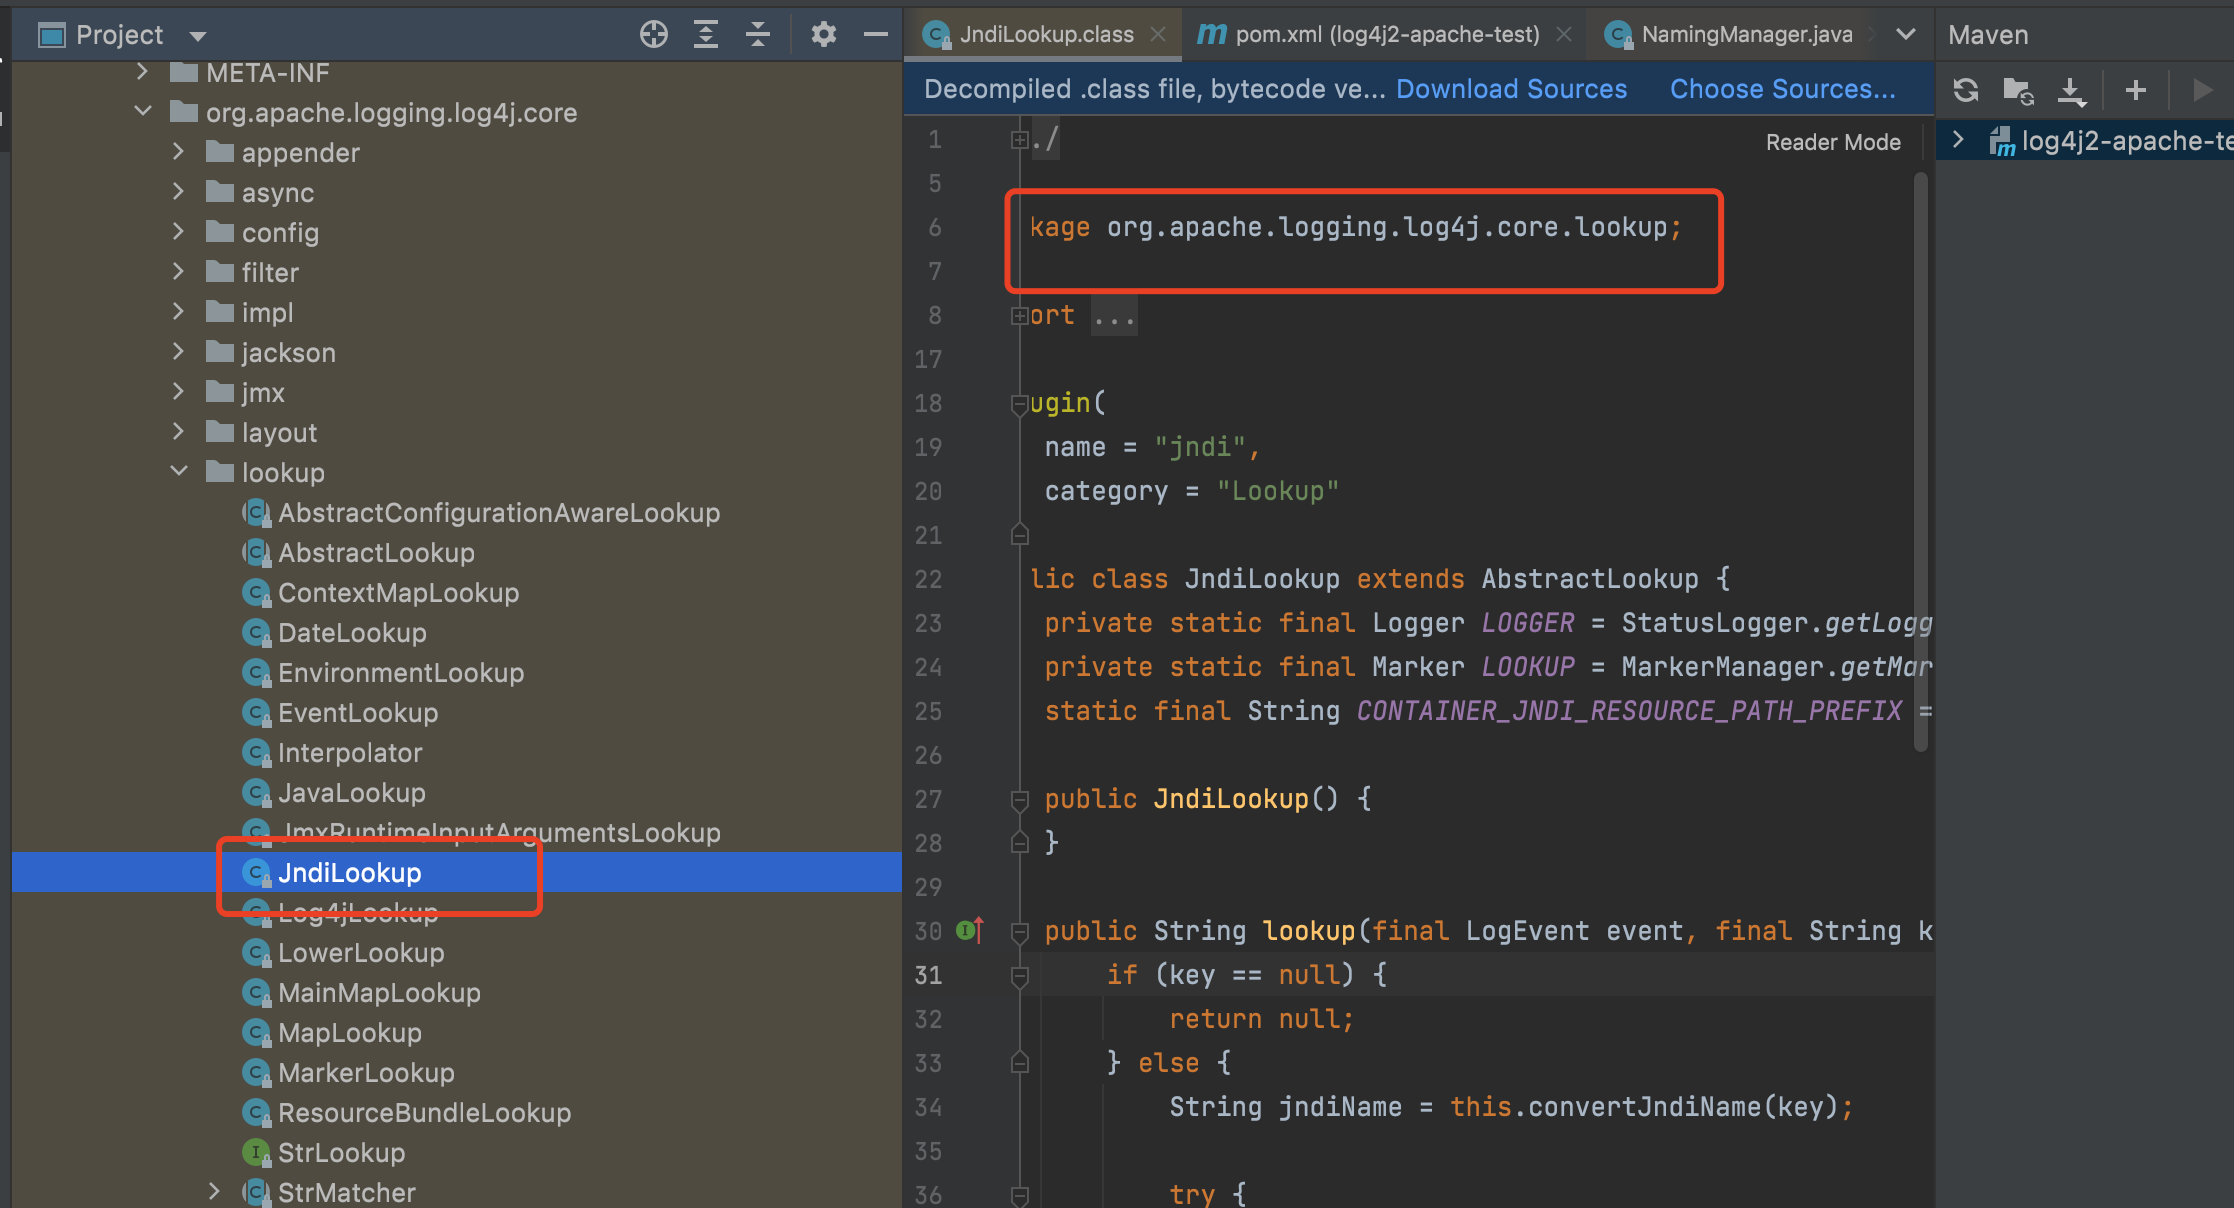 Project
META-INF
org.apache.logging.log4j.core
appender
async
config
filter
impl
jackson
jmx
layout
lookup
AbstractConfigurationAwareLookup
AbstractLookup
ContextMapLookup
DateLookup
EnvironmentLookup
EventLookup
Interpolator
JavaLookup
JmxRuntimeInputArgumentsLookup
JndiLookup
Log4jLookup
LowerLookup
MainMapLookup
MapLookup
MarkerLookup
ResourceBundleLookup
StrLookup
StrMatcher
JndiLookup.class
pom.xml (log4j2-apache-test)
NamingManager.java
Decompiled .class file, bytecode ve... Download Sources Choose Sources...
Reader Mode
1 ./
5
6 kage org.apache.logging.log4j.core.lookup;
7
8 ort ...
17
18 ugin(
19 name = "jndi",
20 category = "Lookup"
21
22 lic class JndiLookup extends AbstractLookup {
23 private static final Logger LOGGER = StatusLogger.getLogg
24 private static final Marker LOOKUP = MarkerManager.getMar
25 static final String CONTAINER_JNDI_RESOURCE_PATH_PREFIX =
26
27 public JndiLookup() {
28 }
29
30 public String lookup(final LogEvent event, final String k
31 if (key == null) {
32 return null;
33 } else {
34 String jndiName = this.convertJndiName(key);
35
36 try {
Maven
log4j2-apache-te